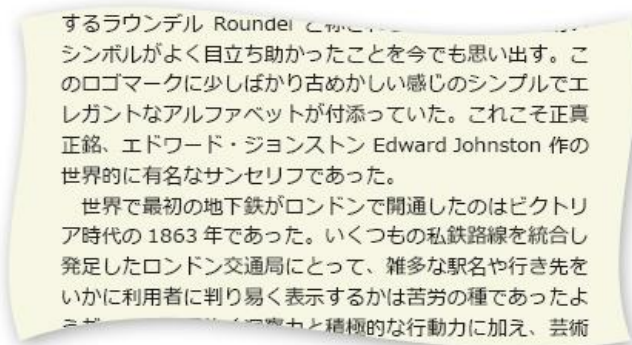 するラウンデル Roundel と称され
シンボルがよく目立ち助かったことを今でも思い出す。こ
のロゴマークに少しばかり古めかしい感じのシンプルでエ
レガントなアルファベットが付添っていた。これこそ正真
正銘、エドワード・ジョンストン Edward Johnston 作の
世界的に有名なサンセリフであった。
世界で最初の地下鉄がロンドンで開通したのはビクトリ
ア時代の 1863 年であった。いくつもの私鉄路線を統合し
発足したロンドン交通局にとって、雑多な駅名や行き先を
いかに利用者に判り易く表示するかは苦労の種であったよ
洞察力と積極的な行動力に加え、芸術